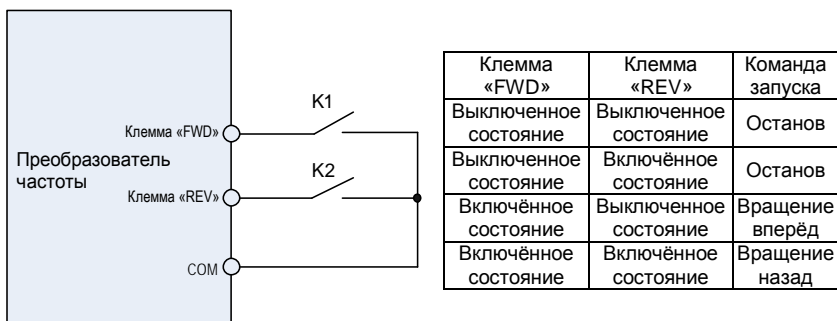 K1
Клемма «FWD»
Преобразователь
частоты
K2
Клемма «REV»
COM
Клемма «FWD» Клемма «REV» Команда запуска
Выключенное состояние Выключенное состояние Останов
Выключенное состояние Включённое состояние Останов
Включённое состояние Выключенное состояние Вращение вперёд
Включённое состояние Включённое состояние Вращение назад